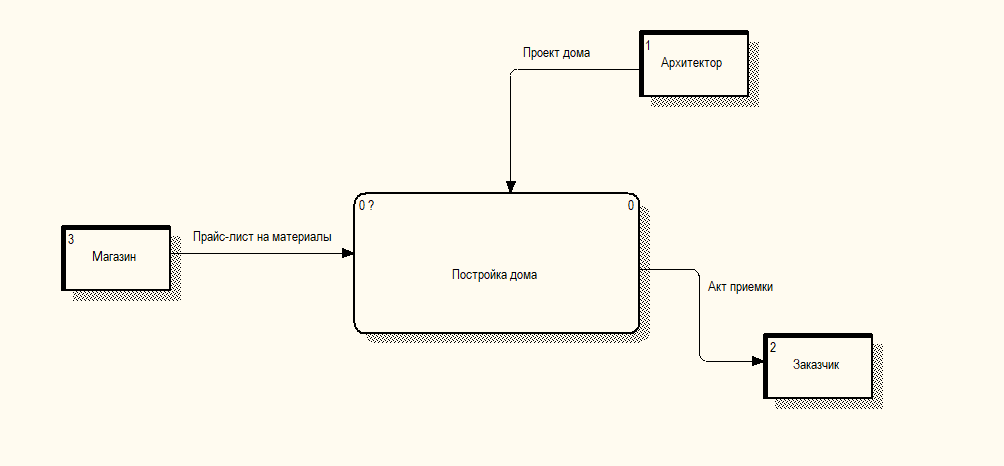 Проект дома
1
Архитектор
0 ?
0
3
Прайс-лист на материалы
Магазин
Постройка дома
Акт приемки
2
Заказчик